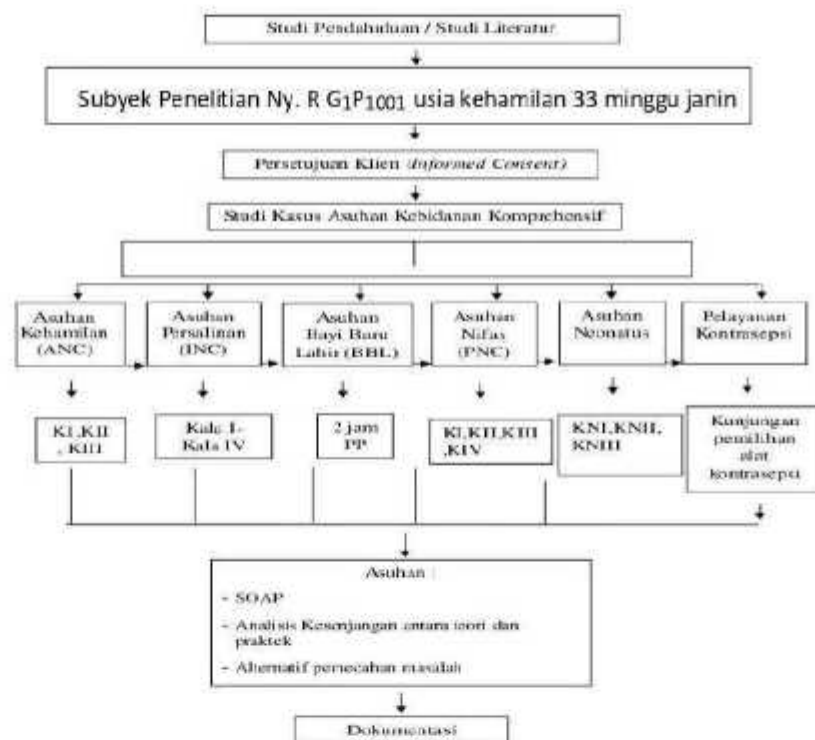 Studi Pendahuluan / Studi Literatur
Subyek Penelitian Ny. R G1P1001 usia kehamilan 33 minggu janin
Persetujuan Klien (Informed Consent)
Studi Kasus Asuhan Kebidanan Komprehensif
Asuhan
Kehamilan
(ANC)
Asuhan
Persalinan
(INC)
Asuhan
Bayi Baru
Lahir (BBL)
Asuhan
Nifas
(PNC)
Asuhan
Neonatus
Pelayanan
Kontrasepsi
KI ,KII
, KIII
Kala I-
Kala IV
2 jam
PP
KI,KII,KIII
,KIV
KNI,KNII,
KNIII
Kunjungan
pemilihan
alat
kontrasepsi
Asuhan :
- SOAP
- Analisis Kesenjangan antara teori dan
praktek
- Alternatif pemecahan masalah
Dokumentasi